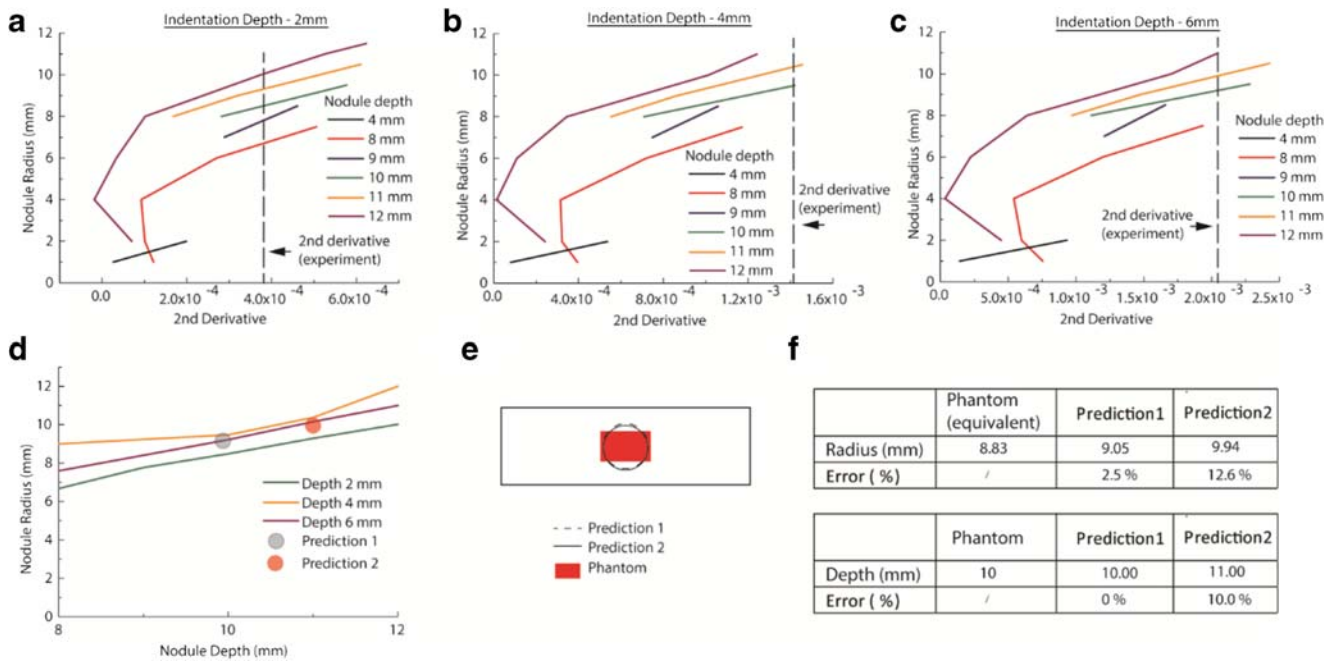 a
Indentation Depth - 2mm
12
10
8
6
4
2
0
Nodule Radius (mm)
Nodule depth
4 mm
8 mm
9 mm
10 mm
11 mm
12 mm
2nd derivative
(experiment)
0.0
2.0x10 -4
4.0x10 -4
6.0x10 -4
2nd Derivative
b
Indentation Depth - 4mm
12
10
8
6
4
2
0
Nodule Radius (mm)
Nodule depth
4 mm
8 mm
9 mm
10 mm
11 mm
12 mm
2nd derivative
(experiment)
0.0
4.0x10 -4
8.0x10 -4
1.2x10 -3
1.6x10 -3
2nd Derivative
c
Indentation Depth - 6mm
12
10
8
6
4
2
0
Nodule Radius (mm)
Nodule depth
4 mm
8 mm
9 mm
10 mm
11 mm
12 mm
2nd derivative
(experiment)
0.0
5.0x10 -4
1.0x10 -3
1.5x10 -3
2.0x10 -3
2.5x10 -3
2nd Derivative
d
12
10
8
6
4
2
0
Nodule Radius (mm)
Depth 2 mm
Depth 4 mm
Depth 6 mm
Prediction 1
Prediction 2
8
10
12
Nodule Depth (mm)
e
Prediction 1
Prediction 2
Phantom
f
Phantom (equivalent) Prediction1 Prediction2
Radius (mm) 8.83 9.05 9.94
Error ( %) / 2.5 % 12.6 %
Phantom Prediction1 Prediction2
Depth (mm) 10 10.00 11.00
Error ( %) / 0 % 10.0 %